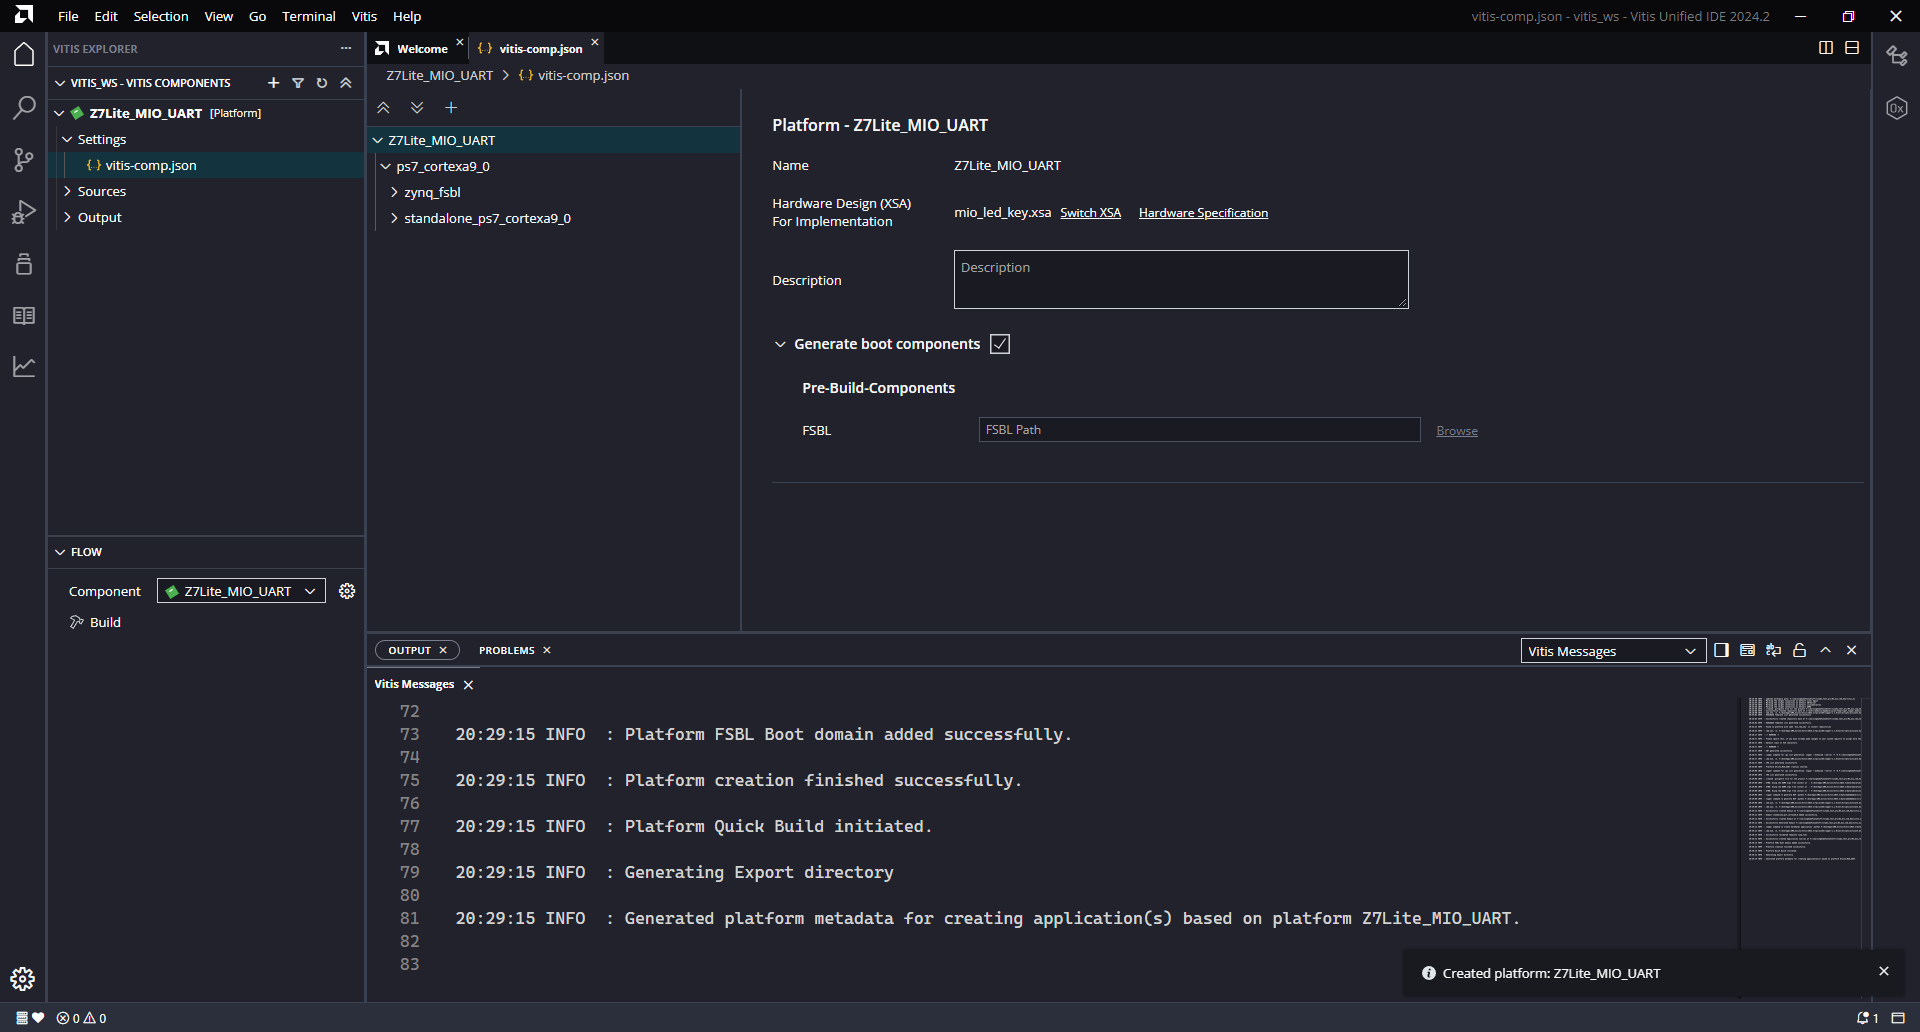 File Edit Selection View Go Terminal Vitis Help
vitis-comp.json - vitis_ws - Vitis Unified IDE 2024.2
VITIS EXPLORER
VITIS_WS - VITIS COMPONENTS
Z7Lite_MIO_UART [Platform]
Settings
{} vitis-comp.json
Sources
Output
FLOW
Component
Z7Lite_MIO_UART
Build
Welcome
{} vitis-comp.json
Z7Lite_MIO_UART > {} vitis-comp.json
Z7Lite_MIO_UART
ps7_cortexa9_0
zynq_fsbl
standalone_ps7_cortexa9_0
Platform - Z7Lite_MIO_UART
Name
Z7Lite_MIO_UART
Hardware Design (XSA)
For Implementation
mio_led_key.xsa Switch XSA Hardware Specification
Description
Description
Generate boot components
Pre-Build-Components
FSBL
FSBL Path
Browse
0x
OUTPUT
PROBLEMS
Vitis Messages
Vitis Messages
72
73 20:29:15 INFO : Platform FSBL Boot domain added successfully.
74
75 20:29:15 INFO : Platform creation finished successfully.
76
77 20:29:15 INFO : Platform Quick Build initiated.
78
79 20:29:15 INFO : Generating Export directory
80
81 20:29:15 INFO : Generated platform metadata for creating application(s) based on platform Z7Lite_MIO_UART.
82
83
Created platform: Z7Lite_MIO_UART
0 0
1